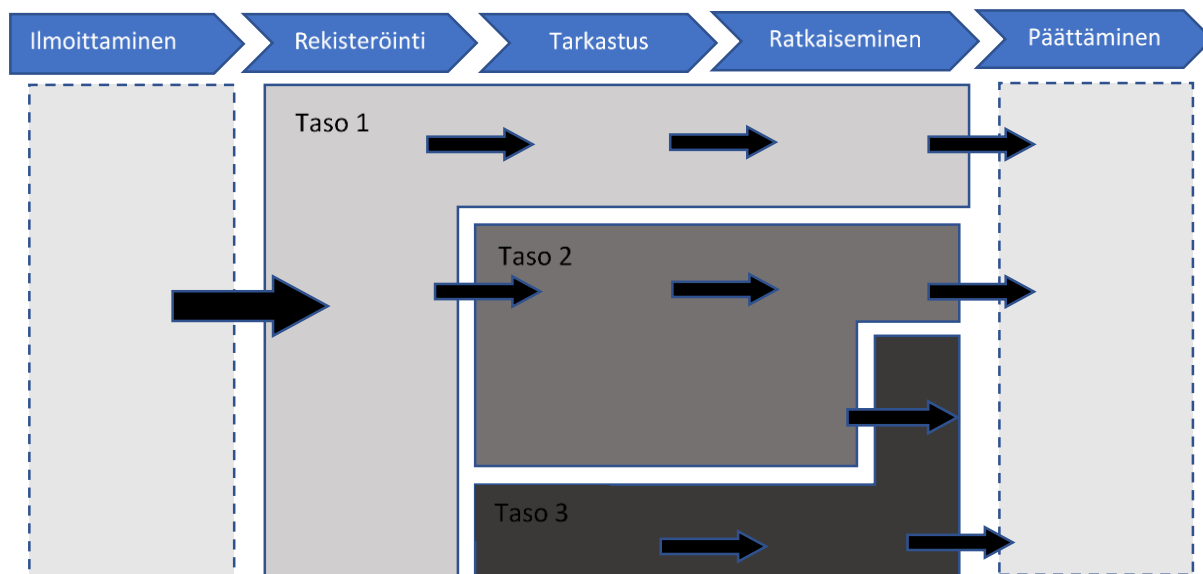 Ilmoittaminen
Rekisteröinti
Tarkastus
Ratkaiseminen
Päättäminen
Taso 1
Taso 2
Taso 3